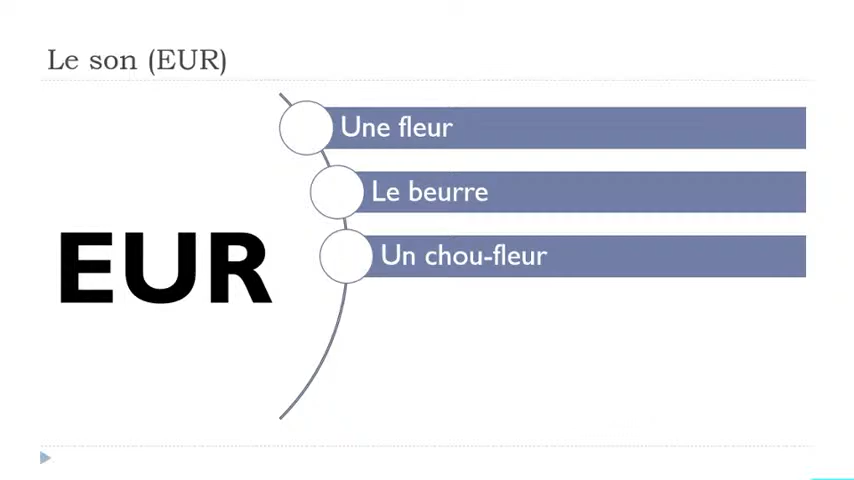 Le son (EUR)
Une fleur
Le beurre
EUR
Un chou-fleur